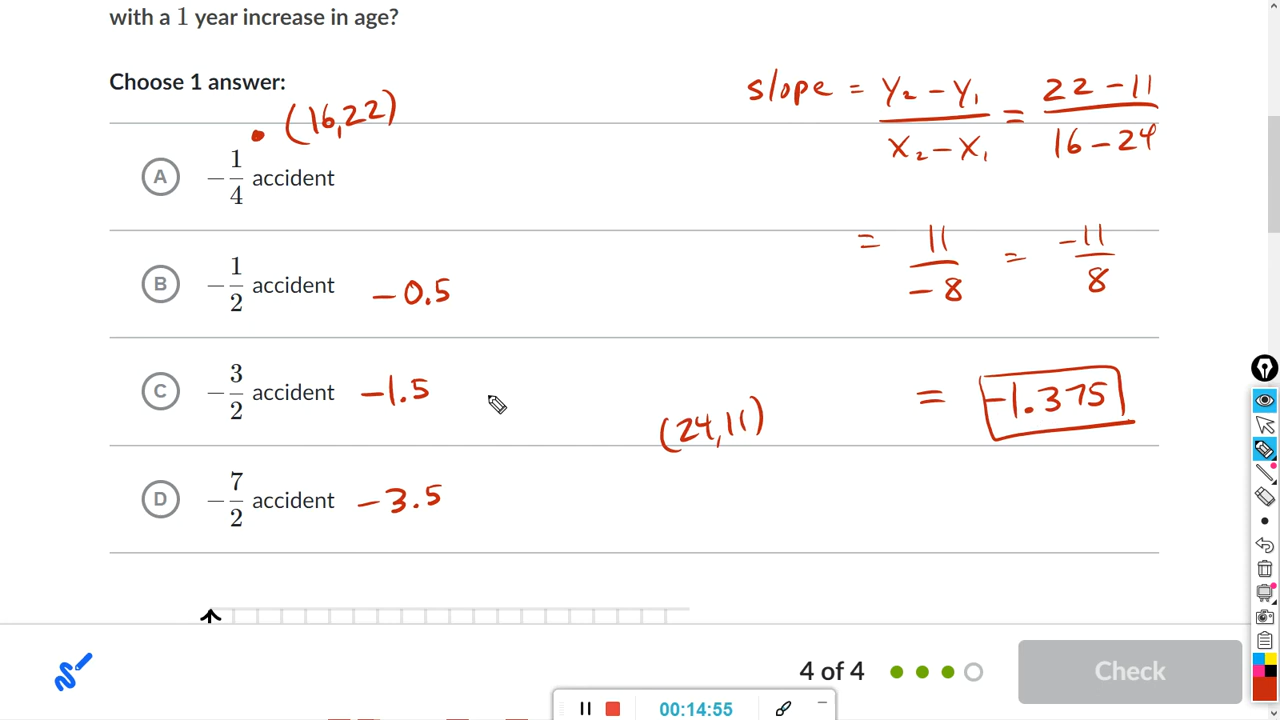 with a 1 year increase in age?
Choose 1 answer:
slope = y₂ - y₁ / x₂ - x₁ = 22 - 11 / 16 - 24
(16,22)
A -1/4 accident
= 11/-8 = -11/8
B -1/2 accident -0.5
C -3/2 accident -1.5
= -1.375
(24,11)
D -7/2 accident -3.5
4 of 4
Check
00:14:55